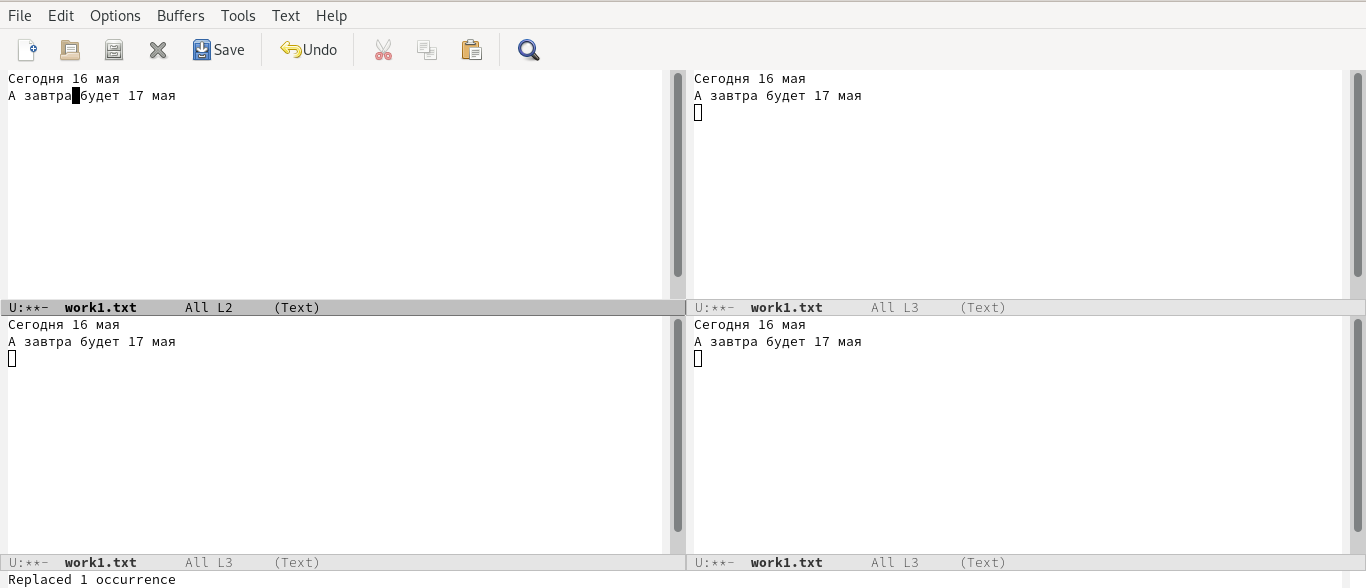 File Edit Options Buffers Tools Text Help
Save Undo
Сегодня 16 мая
А завтра будет 17 мая
U:**- work1.txt All L2 (Text)
Сегодня 16 мая
А завтра будет 17 мая
U:**- work1.txt All L3 (Text)
Сегодня 16 мая
А завтра будет 17 мая
U:**- work1.txt All L3 (Text)
Сегодня 16 мая
А завтра будет 17 мая
U:**- work1.txt All L3 (Text)
Replaced 1 occurrence